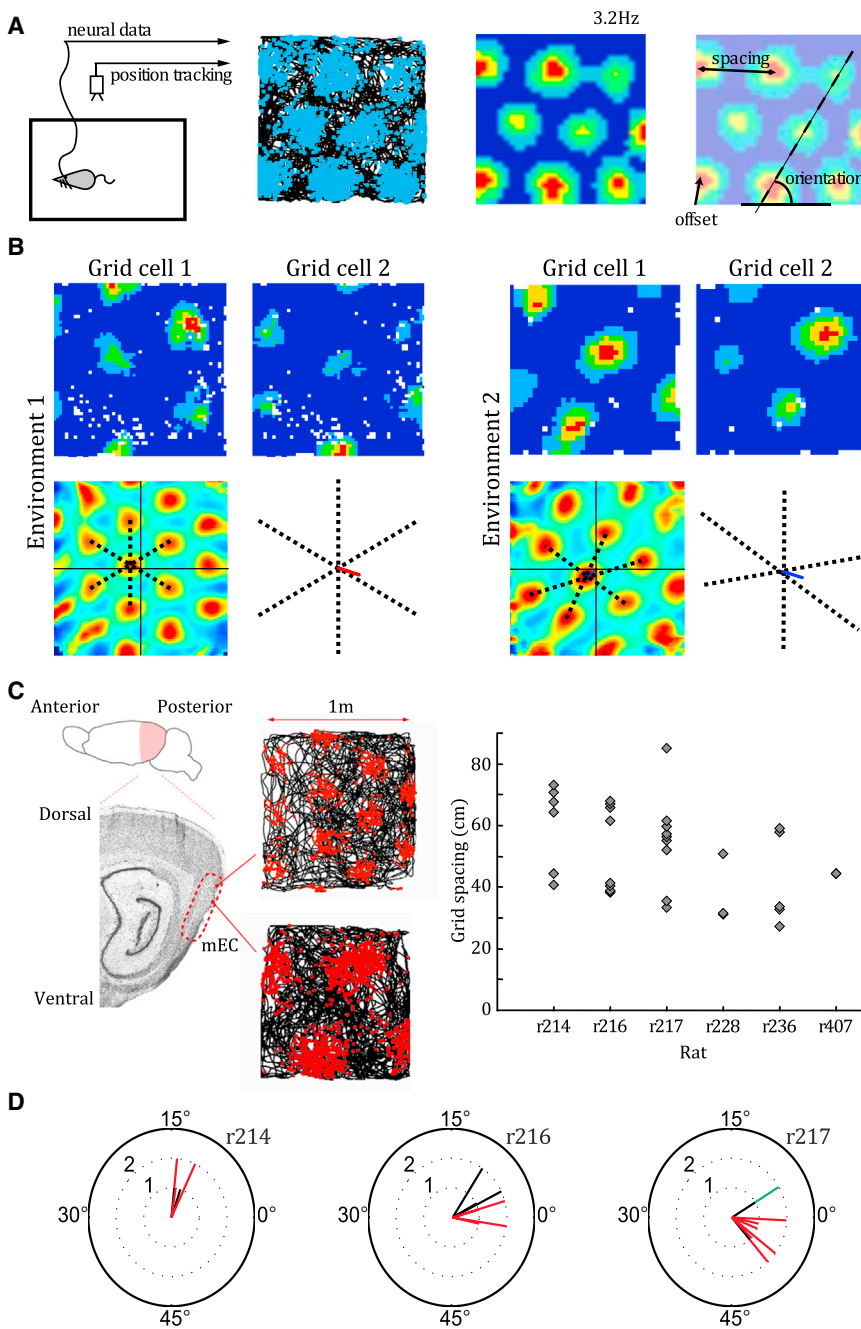 A
neural data
position tracking
3.2Hz
spacing
orientation
offset
B
Grid cell 1
Grid cell 2
Grid cell 1
Grid cell 2
Environment 1
Environment 2
C
Anterior
Posterior
Dorsal
mEC
Ventral
1m
Grid spacing (cm)
80
60
40
20
0
r214
r216
r217
r228
r236
r407
Rat
D
15°
r214
2
1
30°
0°
45°
15°
r216
2
1
30°
0°
45°
15°
r217
2
1
30°
0°
45°